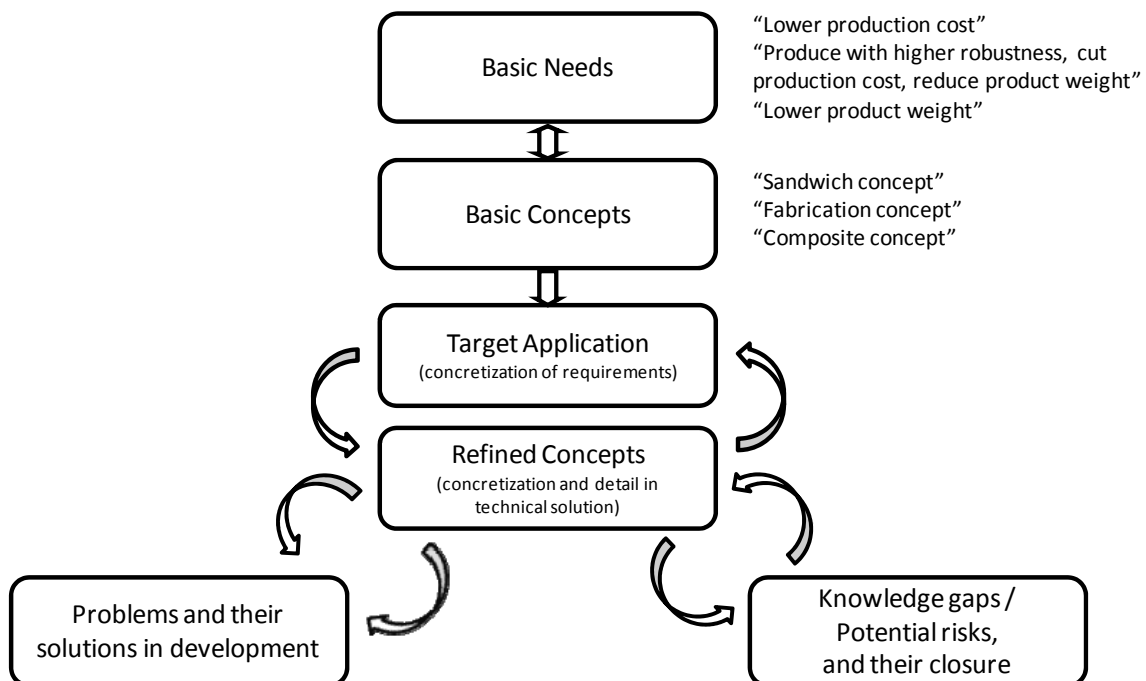 Basic Needs
“Lower production cost”
“Produce with higher robustness, cut
production cost, reduce product weight”
“Lower product weight”
Basic Concepts
“Sandwich concept”
“Fabrication concept”
“Composite concept”
Target Application
(concretization of requirements)
Refined Concepts
(concretization and detail in
technical solution)
Problems and their
solutions in development
Knowledge gaps /
Potential risks,
and their closure